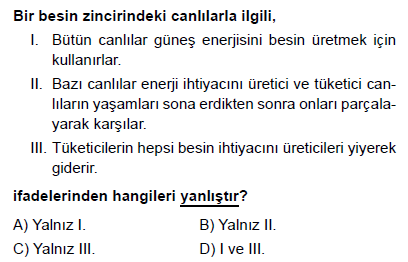 Bir besin zincirindeki canlılarla ilgili,
I. Bütün canlılar güneş enerjisini besin üretmek için
kullanırlar.
II. Bazı canlılar enerji ihtiyacını üretici ve tüketici can-
lıların yaşamları sona erdikten sonra onları parçala-
yarak karşılar.
III. Tüketicilerin hepsi besin ihtiyacını üreticileri yiyerek
giderir.
ifadelerinden hangileri yanlıştır?
A) Yalnız I. B) Yalnız II.
C) Yalnız III. D) I ve III.